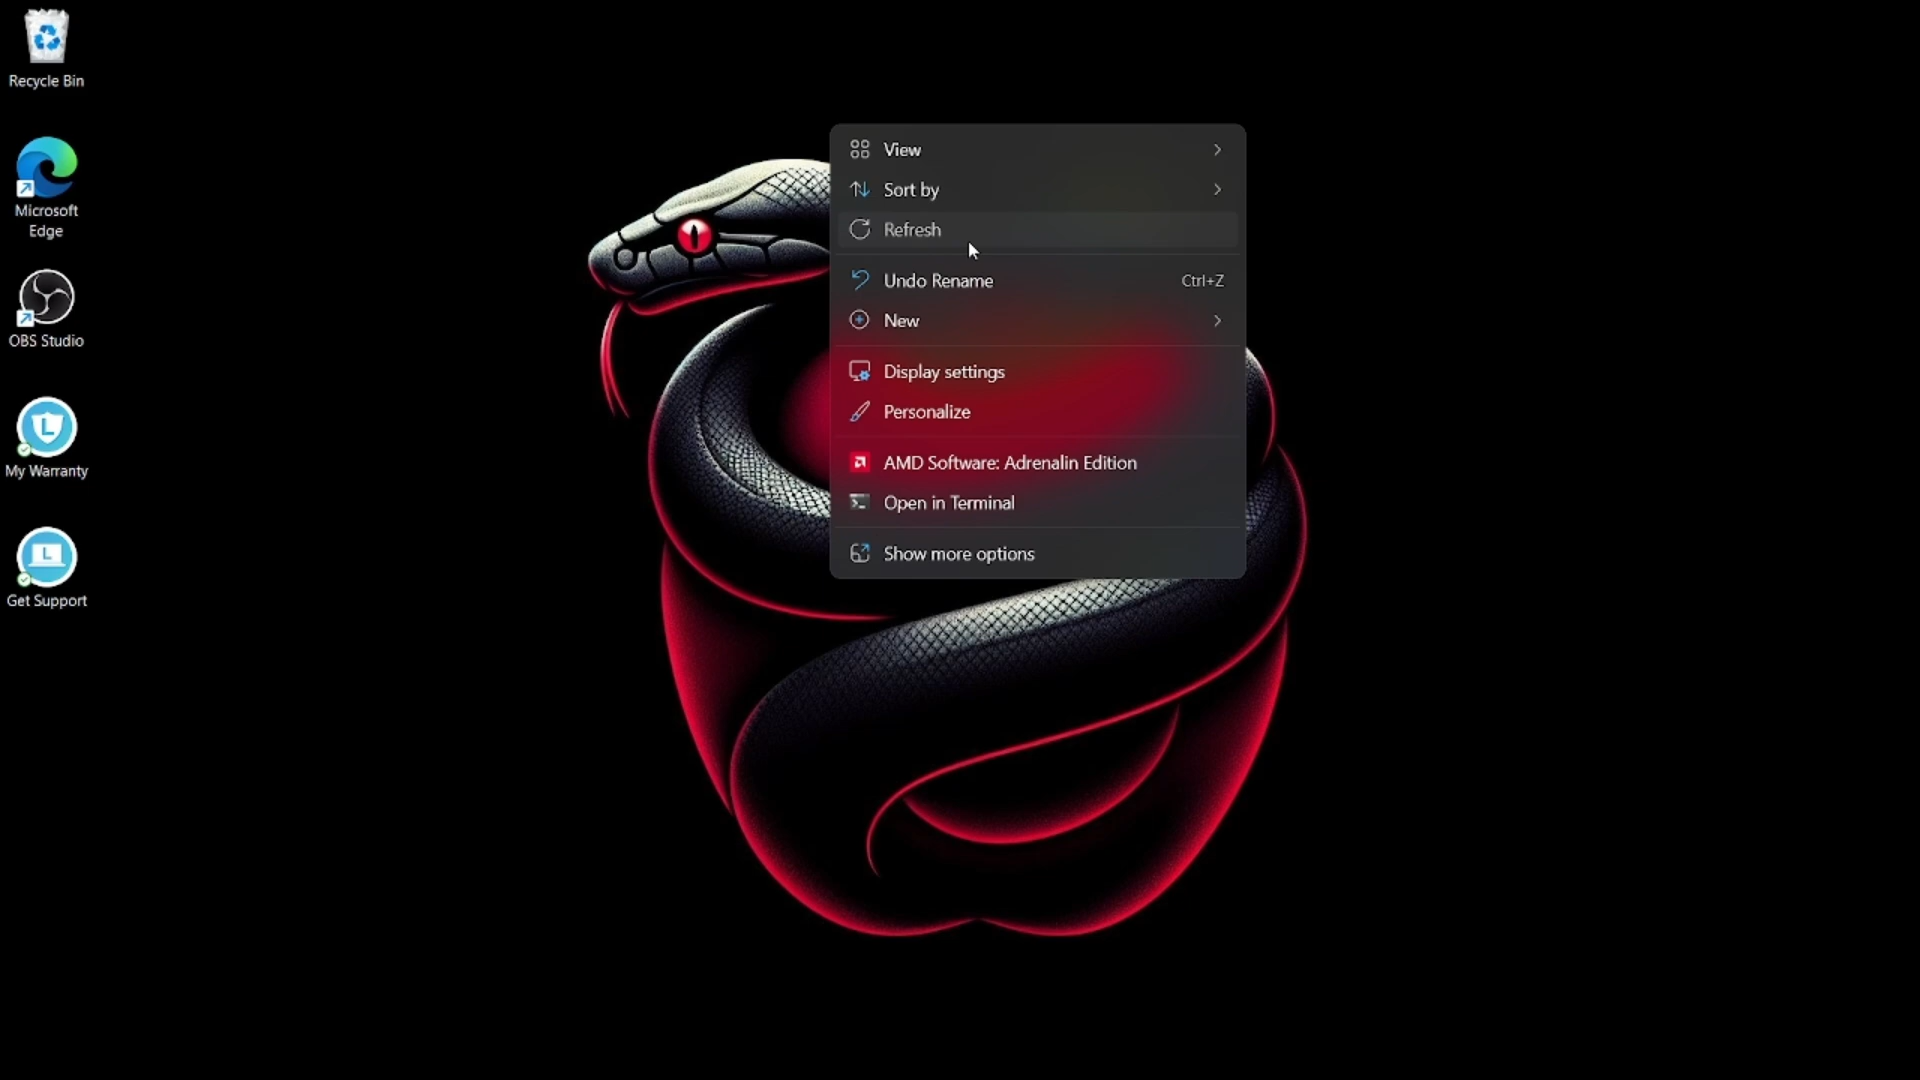 Recycle Bin
Microsoft
Edge
OBS Studio
My Warranty
Get Support
View
Sort by
Refresh
Undo Rename Ctrl+Z
New
Display settings
Personalize
AMD Software: Adrenalin Edition
Open in Terminal
Show more options